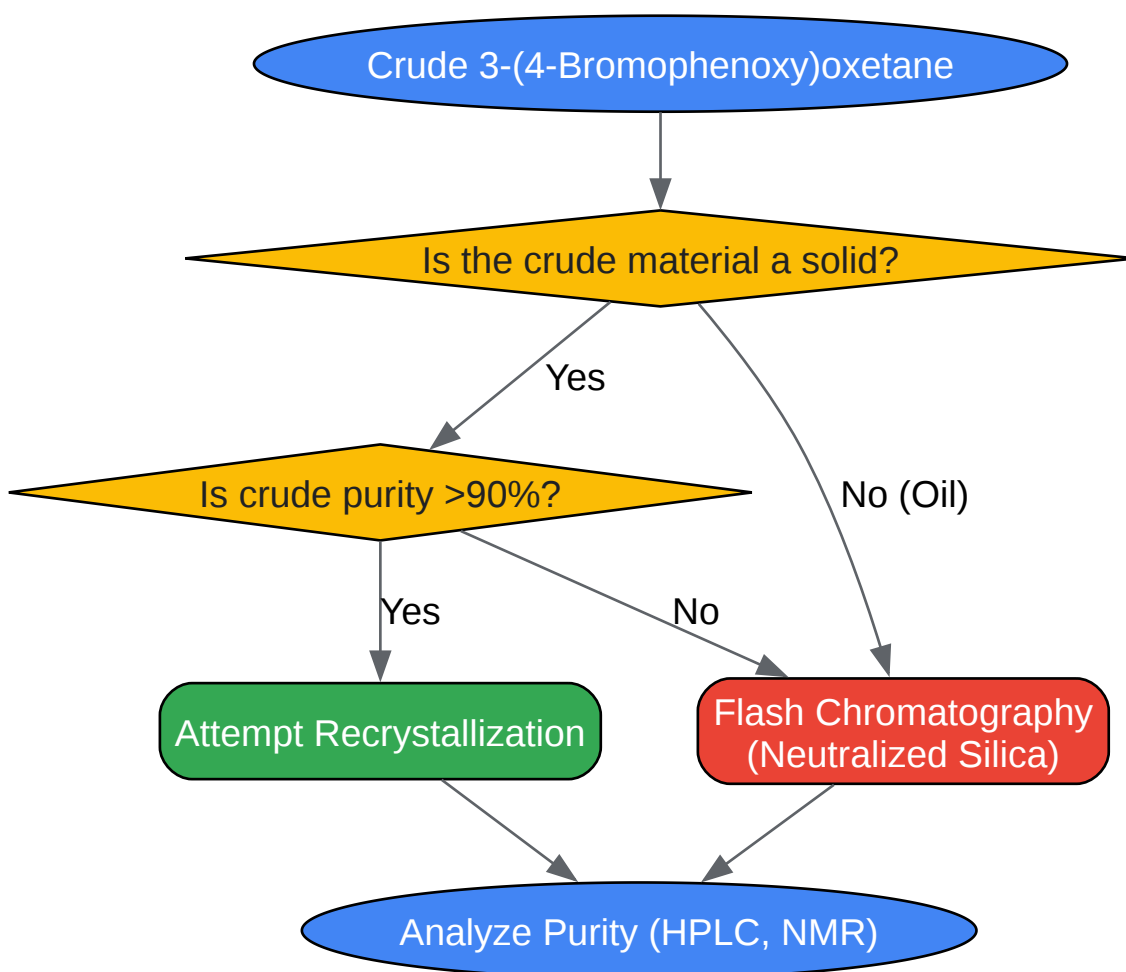 Crude 3-(4-Bromophenoxy)oxetane
Is the crude material a solid?
Yes
Is crude purity >90%?
No (Oil)
Yes
No
Attempt Recrystallization
Flash Chromatography
(Neutralized Silica)
Analyze Purity (HPLC, NMR)